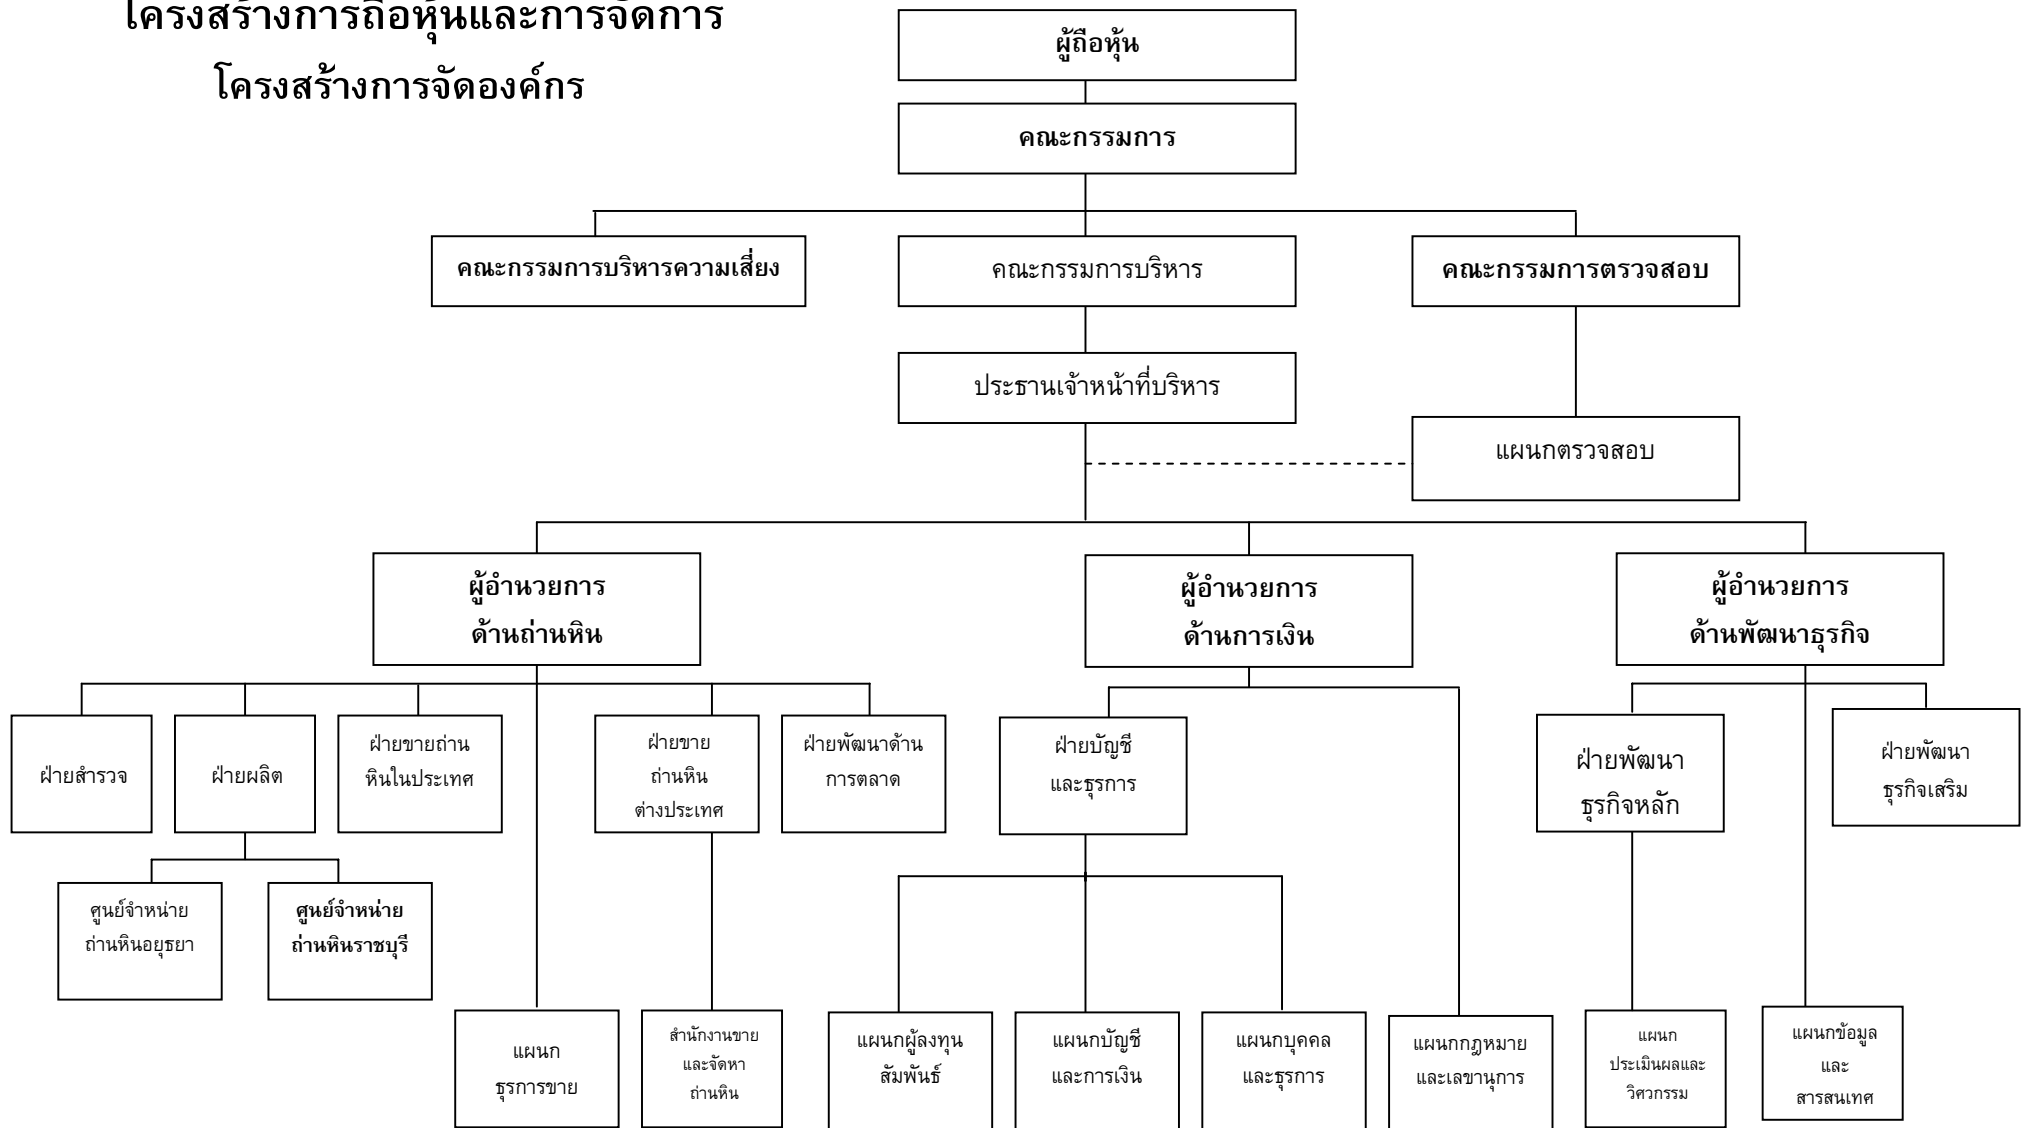 โครงสร้างการถือหุ้นและการจัดการ
โครงสร้างการจัดองค์กร
ผู้ถือหุ้น
คณะกรรมการ
คณะกรรมการบริหารความเสี่ยง
คณะกรรมการบริหาร
คณะกรรมการตรวจสอบ
ประธานเจ้าหน้าที่บริหาร
แผนกตรวจสอบ
ผู้อำนวยการ
ด้านถ่านหิน
ผู้อำนวยการ
ด้านการเงิน
ผู้อำนวยการ
ด้านพัฒนาธุรกิจ
ฝ่ายสำรวจ
ฝ่ายผลิต
ฝ่ายขายถ่าน
หินในประเทศ
ฝ่ายขาย
ถ่านหิน
ต่างประเทศ
ฝ่ายพัฒนาด้าน
การตลาด
ฝ่ายบัญชี
และธุรการ
ฝ่ายพัฒนา
ธุรกิจหลัก
ฝ่ายพัฒนา
ธุรกิจเสริม
ศูนย์จำหน่าย
ถ่านหินอยุธยา
ศูนย์จำหน่าย
ถ่านหินราชบุรี
แผนก
ธุรการขาย
สำนักงานขาย
และจัดหา
ถ่านหิน
แผนกผู้ลงทุน
สัมพันธ์
แผนกบัญชี
และการเงิน
แผนกบุคคล
และธุรการ
แผนกกฎหมาย
และเลขานุการ
แผนก
ประเมินผลและ
วิศวกรรม
แผนกข้อมูล
และ
สารสนเทศ